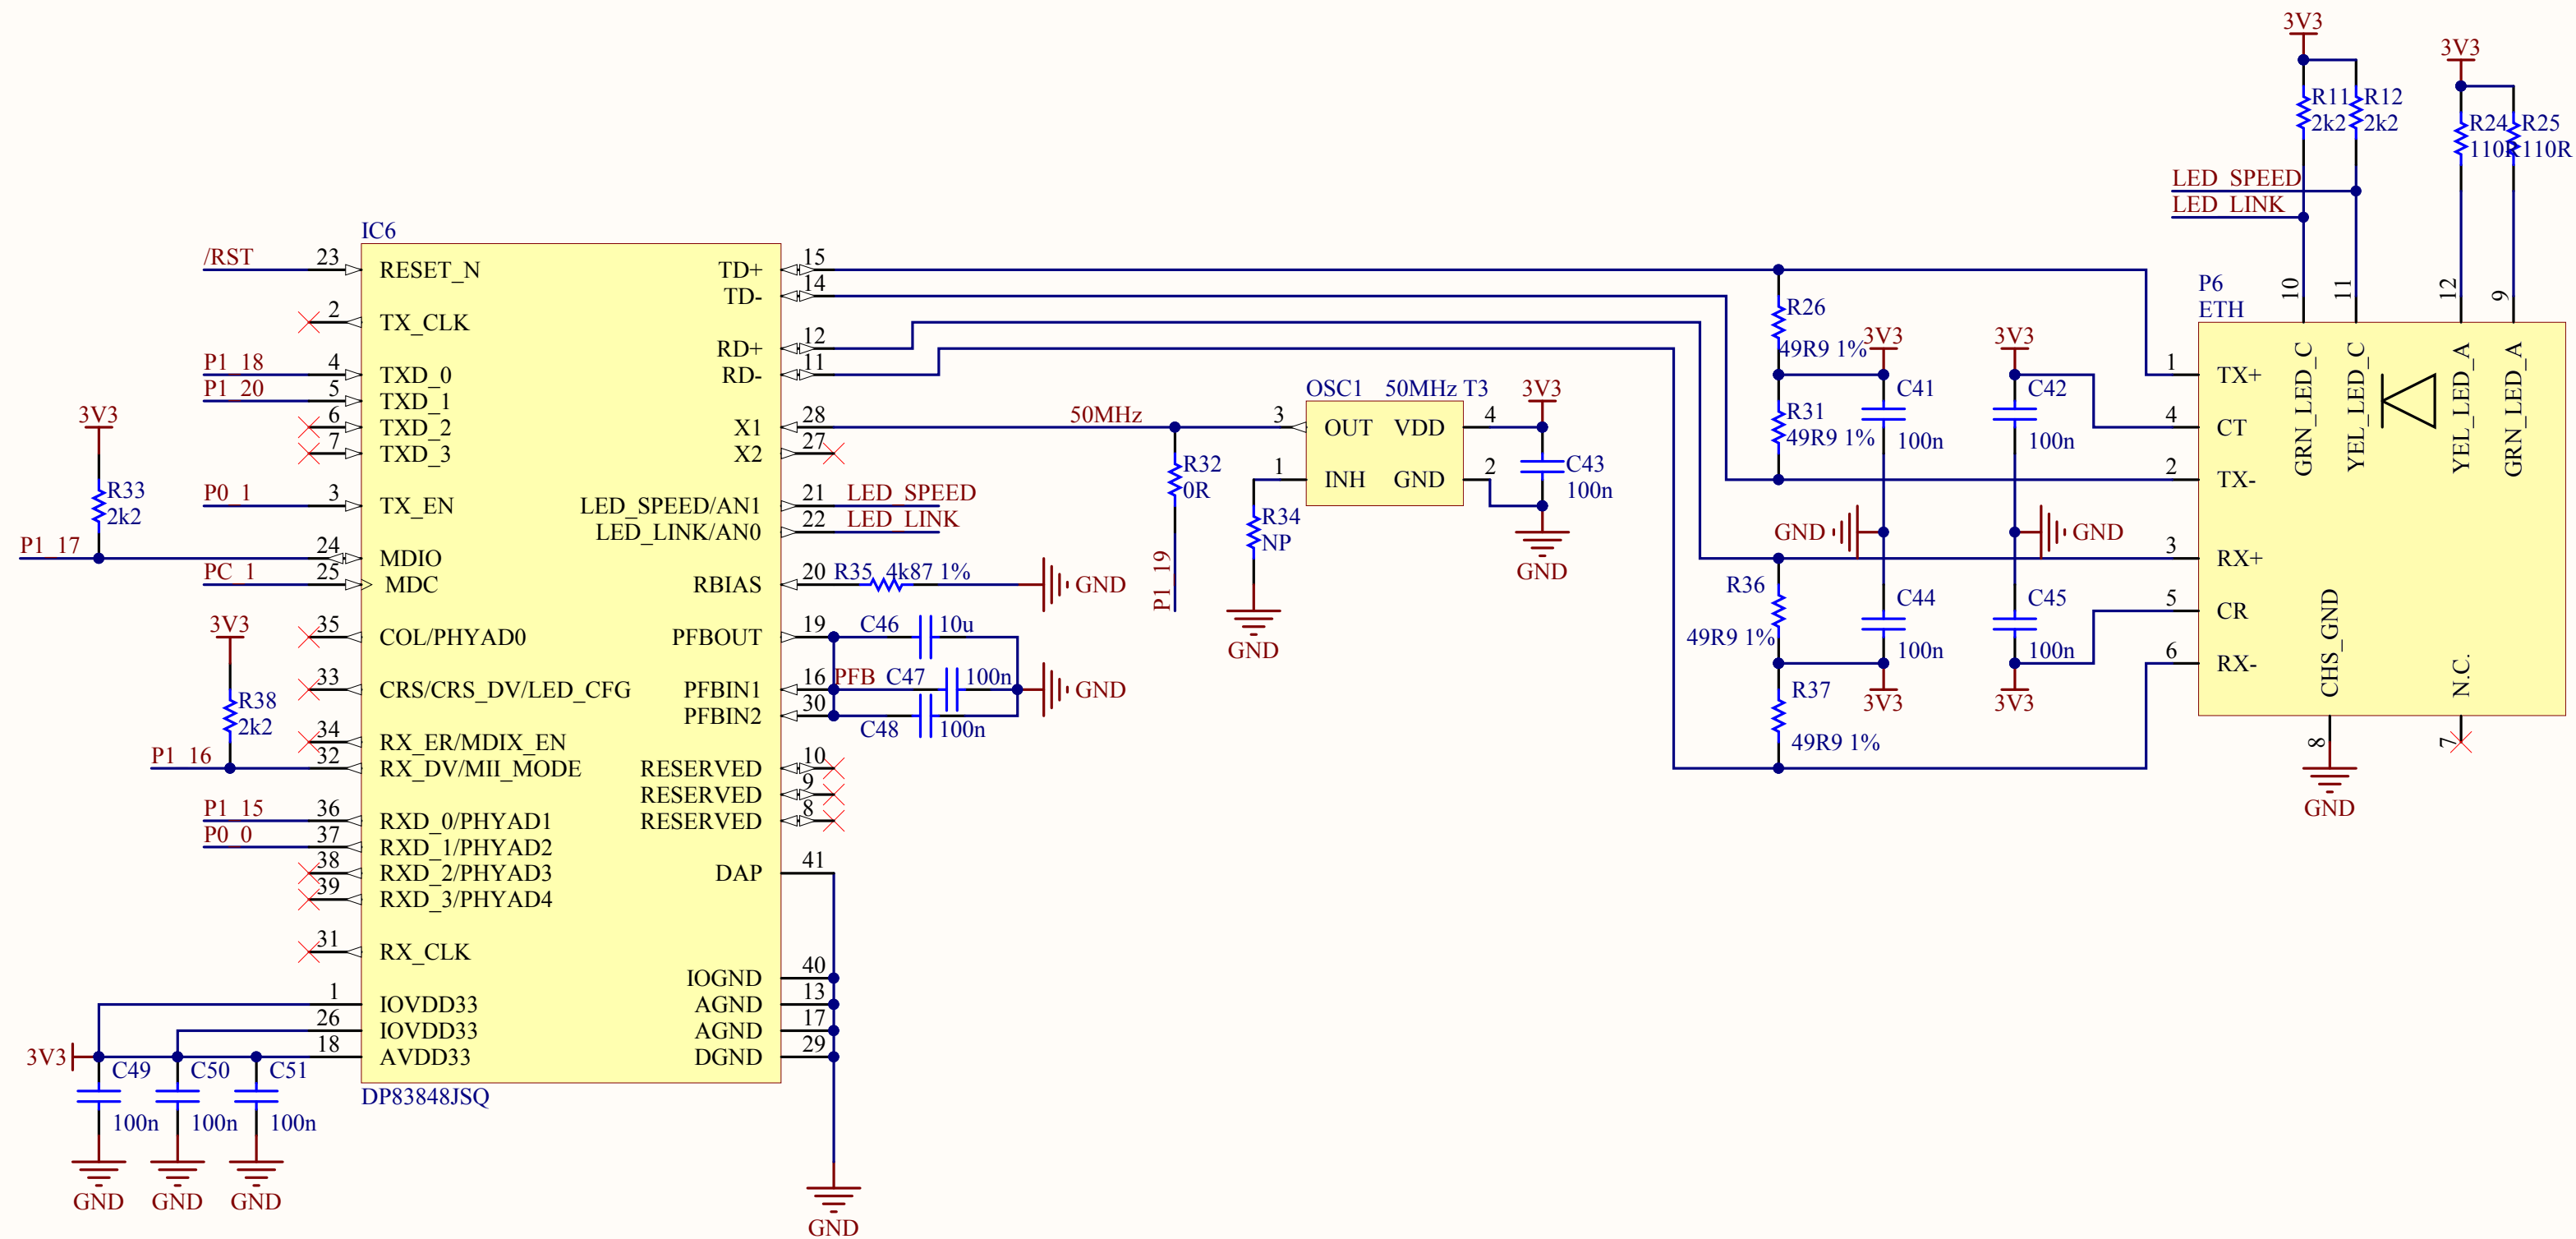 3V3
3V3
R11
2k2
R12
2k2
R24
110R
R25
110R
LED_SPEED
LED_LINK
10
11
12
9
P6
ETH
GRN_LED_C
YEL_LED_C
YEL_LED_A
GRN_LED_A
1 TX+
4 CT
2 TX-
3 RX+
5 CR
6 RX-
CHS_GND
N.C.
8
7
GND
IC6
/RST 23 RESET_N
2 TX_CLK
P1_18 4 TXD_0
P1_20 5 TXD_1
6 TXD_2
7 TXD_3
P0_1 3 TX_EN
3V3
R33
2k2
P1_17 24 MDIO
PC_1 25 MDC
35 COL/PHYAD0
33 CRS/CRS_DV/LED_CFG
34 RX_ER/MDIX_EN
3V3
R38
2k2
P1_16 32 RX_DV/MII_MODE
P1_15 36 RXD_0/PHYAD1
P0_0 37 RXD_1/PHYAD2
38 RXD_2/PHYAD3
39 RXD_3/PHYAD4
31 RX_CLK
1 IOVDD33
26 IOVDD33
18 AVDD33
3V3
C49
100n
C50
100n
C51
100n
GND
GND
GND
DP83848JSQ
TD+ 15
TD- 14
RD+ 12
RD- 11
X1 28
X2 27
LED_SPEED/AN1 21 LED_SPEED
LED_LINK/AN0 22 LED_LINK
RBIAS 20 R35 4k87 1% GND
PFBOUT 19 C46 10u
PFBIN1 16 PFB C47 100n GND
PFBIN2 30 C48 100n
RESERVED 10
RESERVED 9
RESERVED 8
DAP 41
IOGND 40
AGND 13
AGND 17
DGND 29
GND
50MHz
R32
0R
P1_19
OSC1 50MHz T3
3 OUT VDD 4
1 INH GND 2
R34
NP
GND
3V3
C43
100n
GND
R26
49R9 1%
R31
49R9 1%
3V3
C41
100n
3V3
C42
100n
GND
GND
R36
49R9 1%
R37
49R9 1%
C44
100n
3V3
C45
100n
3V3